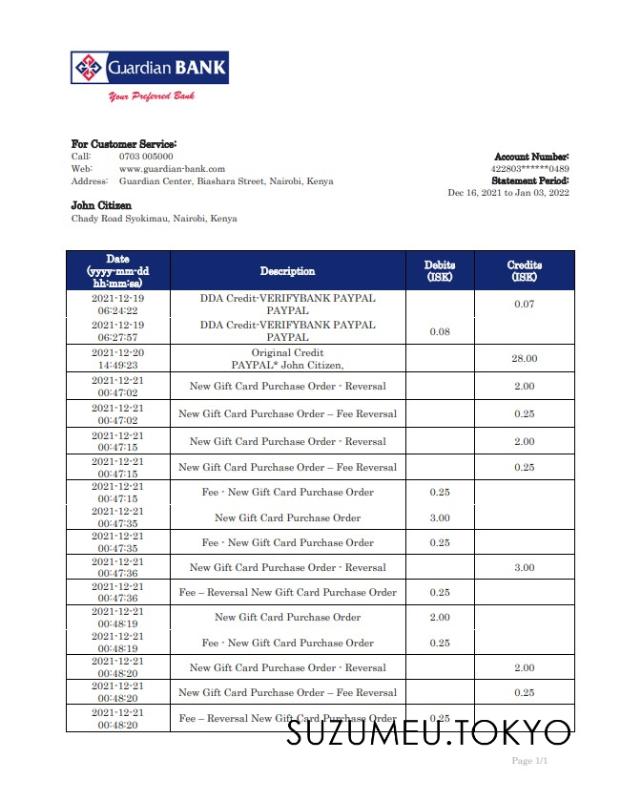 Guardian BANK
Your Preferred Bank
For Customer Service:
Call: 0703 005000
Web: www.guardian-bank.com
Address: Guardian Center, Biashara Street, Nairobi, Kenya
Account Number:
422803******0489
Statement Period:
Dec 16, 2021 to Jan 03, 2022
John Citizen
Chady Road Syokimau, Nairobi, Kenya
Date (yyyy-mm-dd hh:mm:ss) Description Debits (ISK) Credits (ISK)
2021-12-19 06:24:22 DDA Credit-VERIFYBANK PAYPAL PAYPAL 0.07
2021-12-19 06:27:57 DDA Credit-VERIFYBANK PAYPAL PAYPAL 0.08
2021-12-20 14:49:23 Original Credit PAYPAL* John Citizen, 28.00
2021-12-21 00:47:02 New Gift Card Purchase Order - Reversal 2.00
2021-12-21 00:47:02 New Gift Card Purchase Order – Fee Reversal 0.25
2021-12-21 00:47:15 New Gift Card Purchase Order - Reversal 2.00
2021-12-21 00:47:15 New Gift Card Purchase Order – Fee Reversal 0.25
2021-12-21 00:47:15 Fee - New Gift Card Purchase Order 0.25
2021-12-21 00:47:35 New Gift Card Purchase Order 3.00
2021-12-21 00:47:35 Fee - New Gift Card Purchase Order 0.25
2021-12-21 00:47:36 New Gift Card Purchase Order - Reversal 3.00
2021-12-21 00:47:36 Fee – Reversal New Gift Card Purchase Order 0.25
2021-12-21 00:48:19 New Gift Card Purchase Order 2.00
2021-12-21 00:48:19 Fee - New Gift Card Purchase Order 0.25
2021-12-21 00:48:20 New Gift Card Purchase Order - Reversal 2.00
2021-12-21 00:48:20 New Gift Card Purchase Order – Fee Reversal 0.25
2021-12-21 00:48:20 Fee – Reversal New Gift Card Purchase Order 0.25
SUZUMEU.TOKYO
Page 1/1